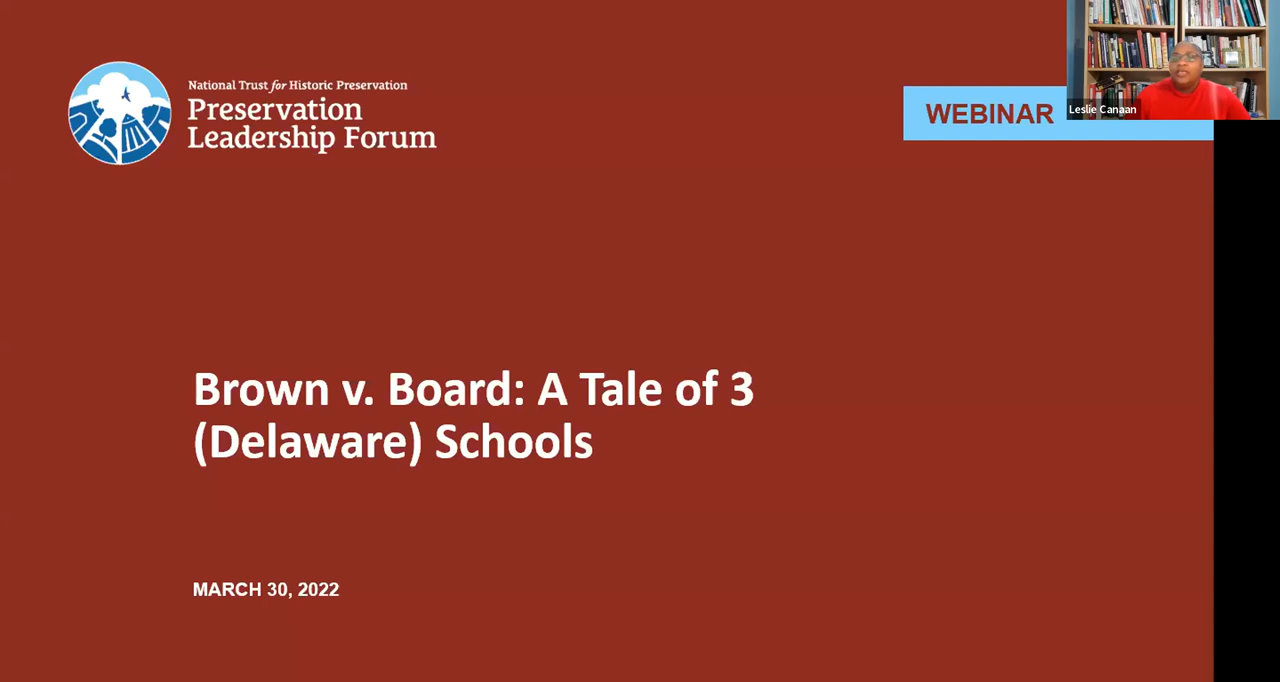 National Trust for Historic Preservation
Preservation
Leadership Forum
WEBINAR
Leslie Canaan
Brown v. Board: A Tale of 3
(Delaware) Schools
MARCH 30, 2022